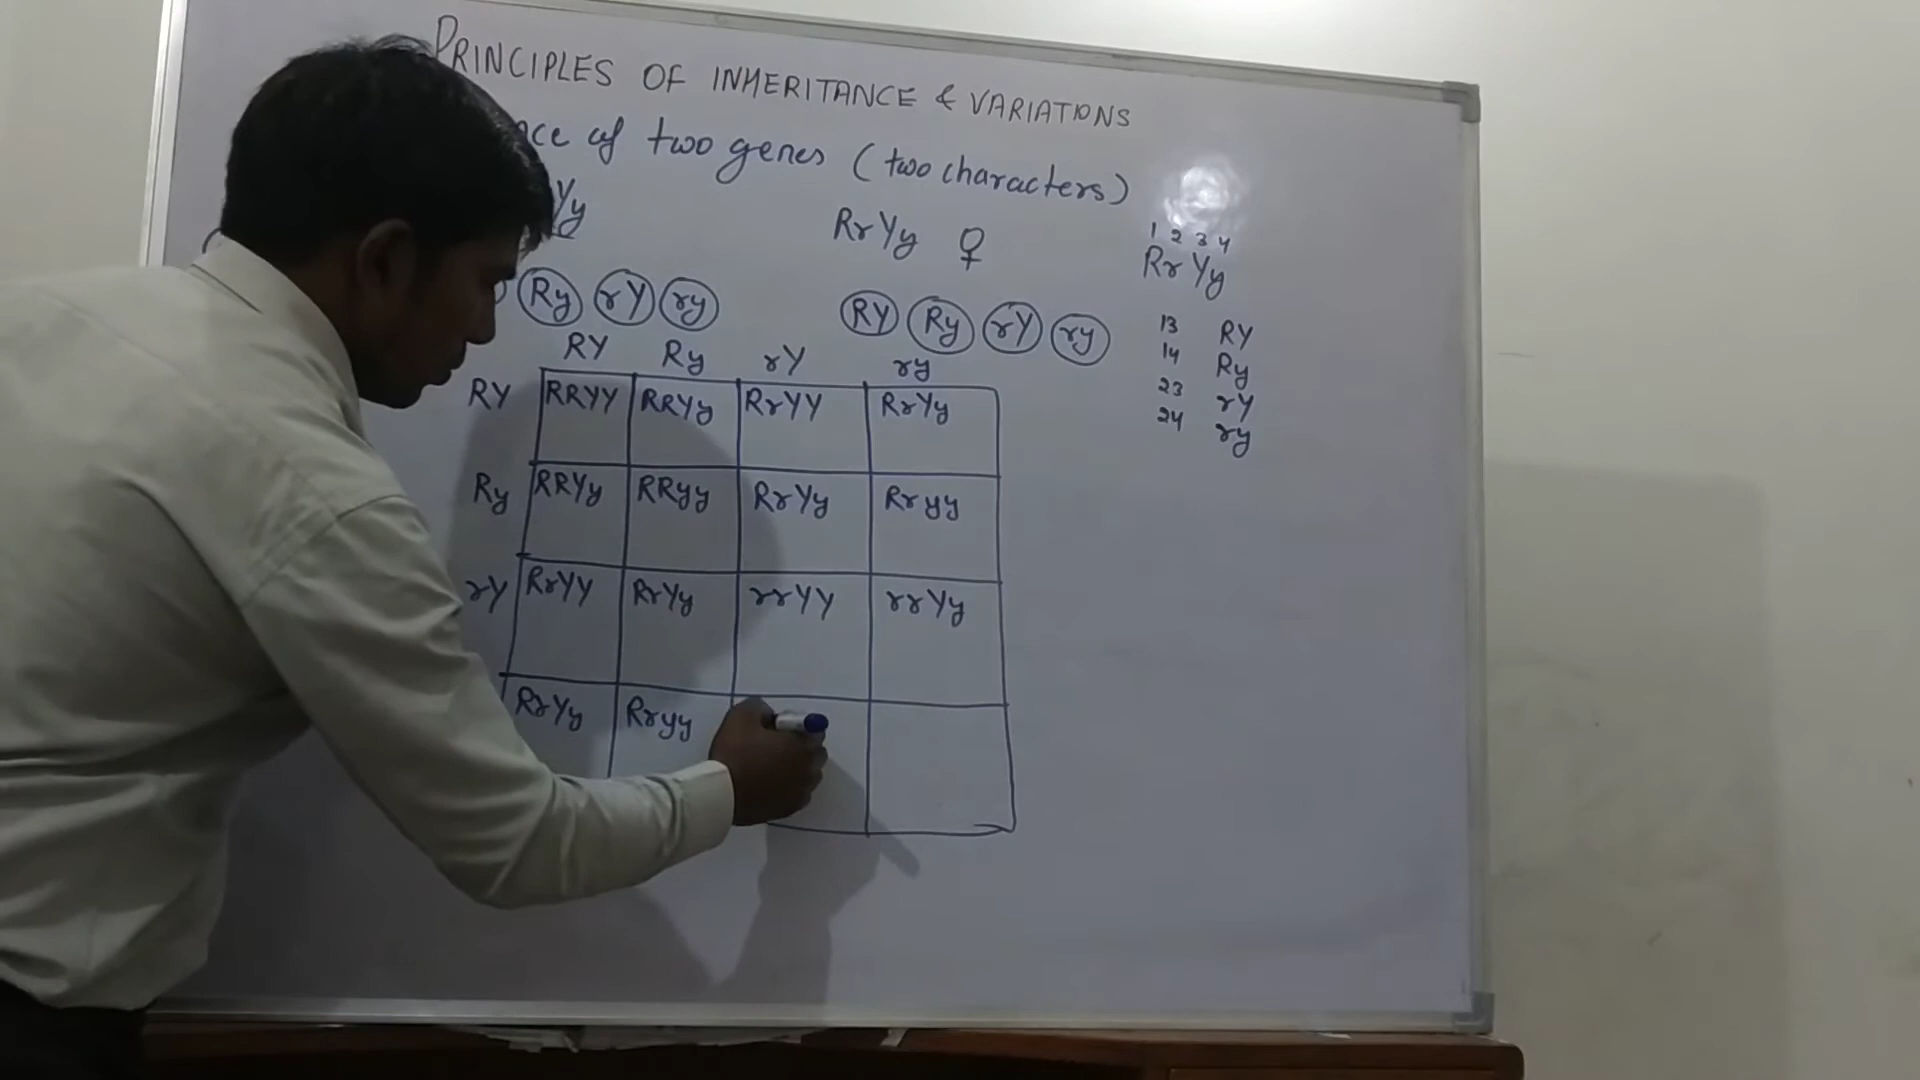 PRINCIPLES OF INHERITANCE & VARIATIONS
of two genes (two characters)
Yy RrYy ♀
1 2 3 4
RrYy
Ry rY ry RY Ry rY ry
13 RY
14 Ry
23 rY
24 ry
RY Ry rY ry
RY RRYY RRYy RrYY RrYy
Ry RRYy RRyy RrYy Rryy
rY RrYY RrYy rrYY rrYy
RrYy Rryy